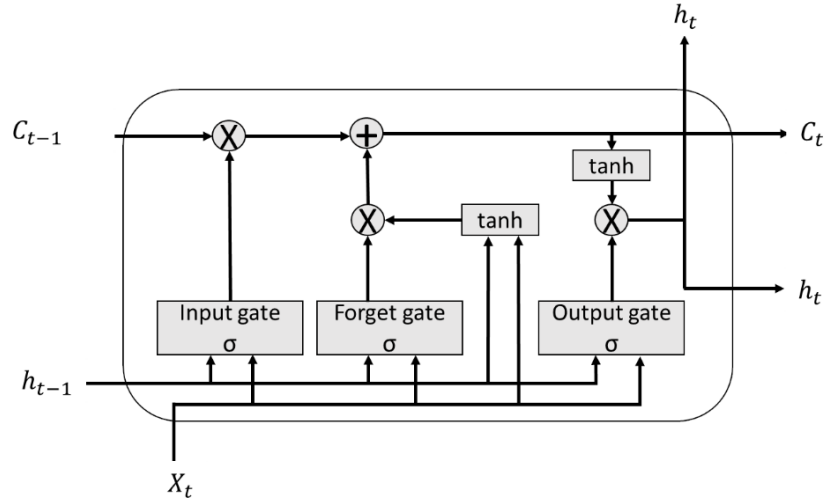 h_t
C_{t-1}
X
+
C_t
tanh
X
tanh
X
h_t
Input gate
σ
Forget gate
σ
Output gate
σ
h_{t-1}
X_t